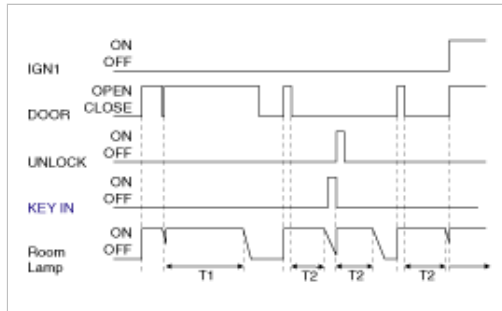 ON
IGN1 OFF
OPEN
DOOR CLOSE
ON
UNLOCK OFF
ON
KEY IN OFF
ON
Room OFF
Lamp
T1 T2 T2 T2